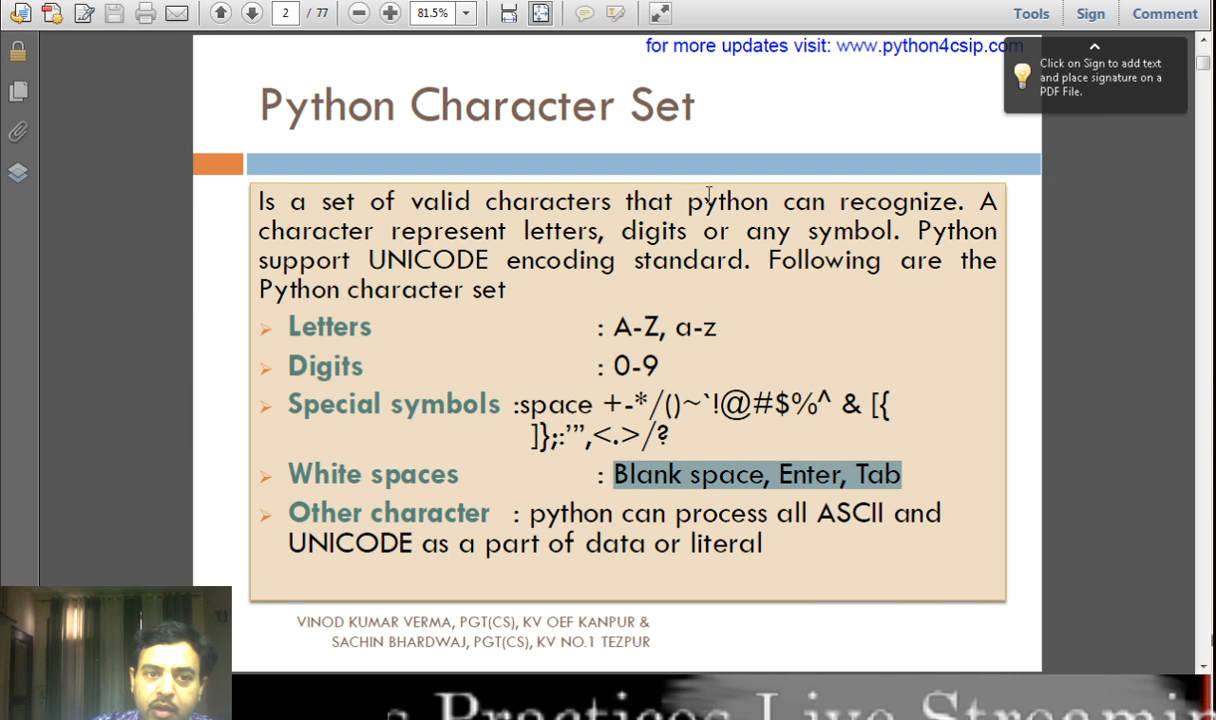 2 / 77
81.5%
Tools
Sign
Comment
for more updates visit: www.python4csip.com
Click on Sign to add text
and place signature on a
PDF File.
Python Character Set
Is a set of valid characters that python can recognize. A
character represent letters, digits or any symbol. Python
support UNICODE encoding standard. Following are the
Python character set
Letters : A-Z, a-z
Digits : 0-9
Special symbols :space +-*/()~`!@#$%^ & [{
]};:'",<.>/?
White spaces : Blank space, Enter, Tab
Other character : python can process all ASCII and
UNICODE as a part of data or literal
VINOD KUMAR VERMA, PGT(CS), KV OEF KANPUR &
SACHIN BHARDWAJ, PGT(CS), KV NO.1 TEZPUR
s Practices Live Streamin